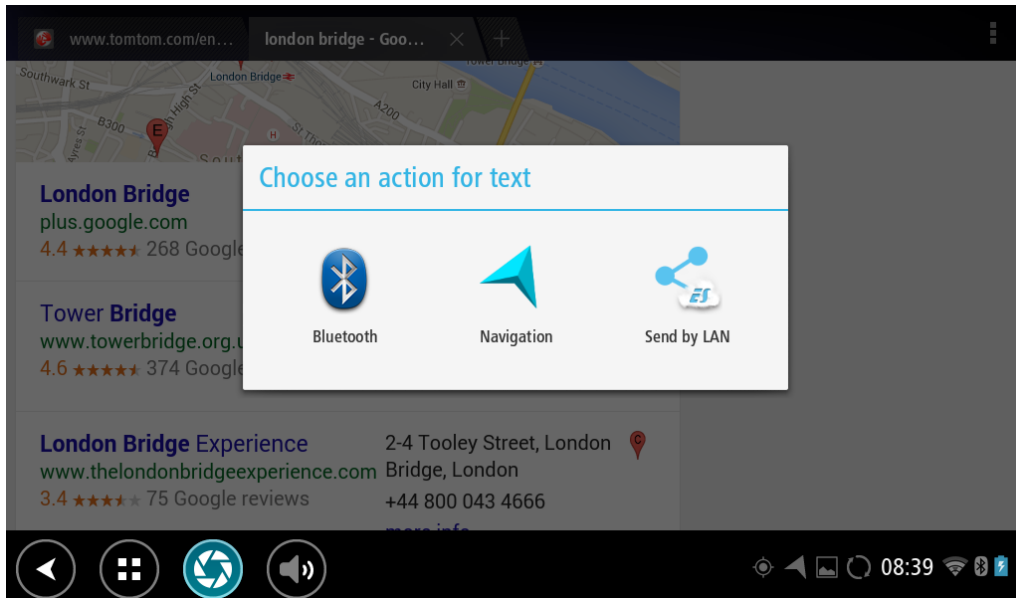 www.tomtom.com/en...
london bridge - Goo...
Southwark St
London Bridge
City Hall
Tower Bridge
A200
B300
E
H
London Bridge
plus.google.com
4.4 268 Google
Tower Bridge
www.towerbridge.org.u
4.6 374 Google
Choose an action for text
Bluetooth
Navigation
ES
Send by LAN
London Bridge Experience
www.thelondonbridgeexperience.com
3.4 75 Google reviews
2-4 Tooley Street, London
C
Bridge, London
+44 800 043 4666
more info
08:39